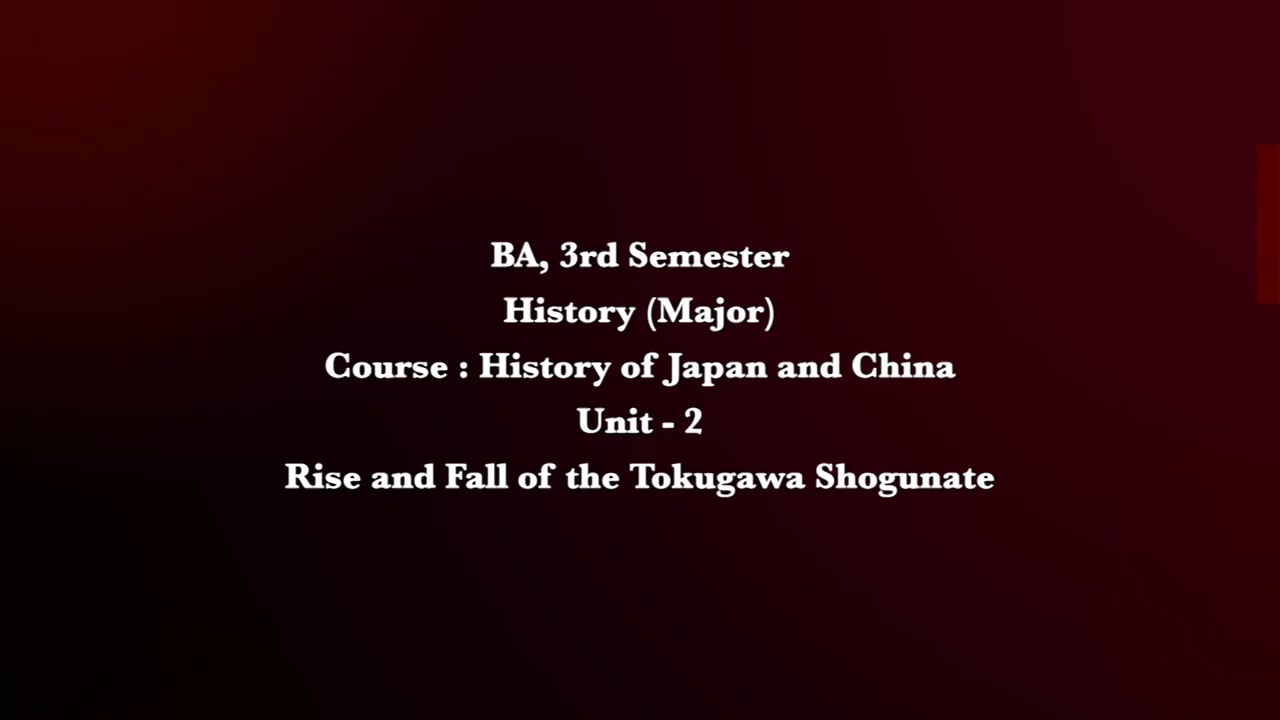 BA, 3rd Semester
History (Major)
Course : History of Japan and China
Unit - 2
Rise and Fall of the Tokugawa Shogunate